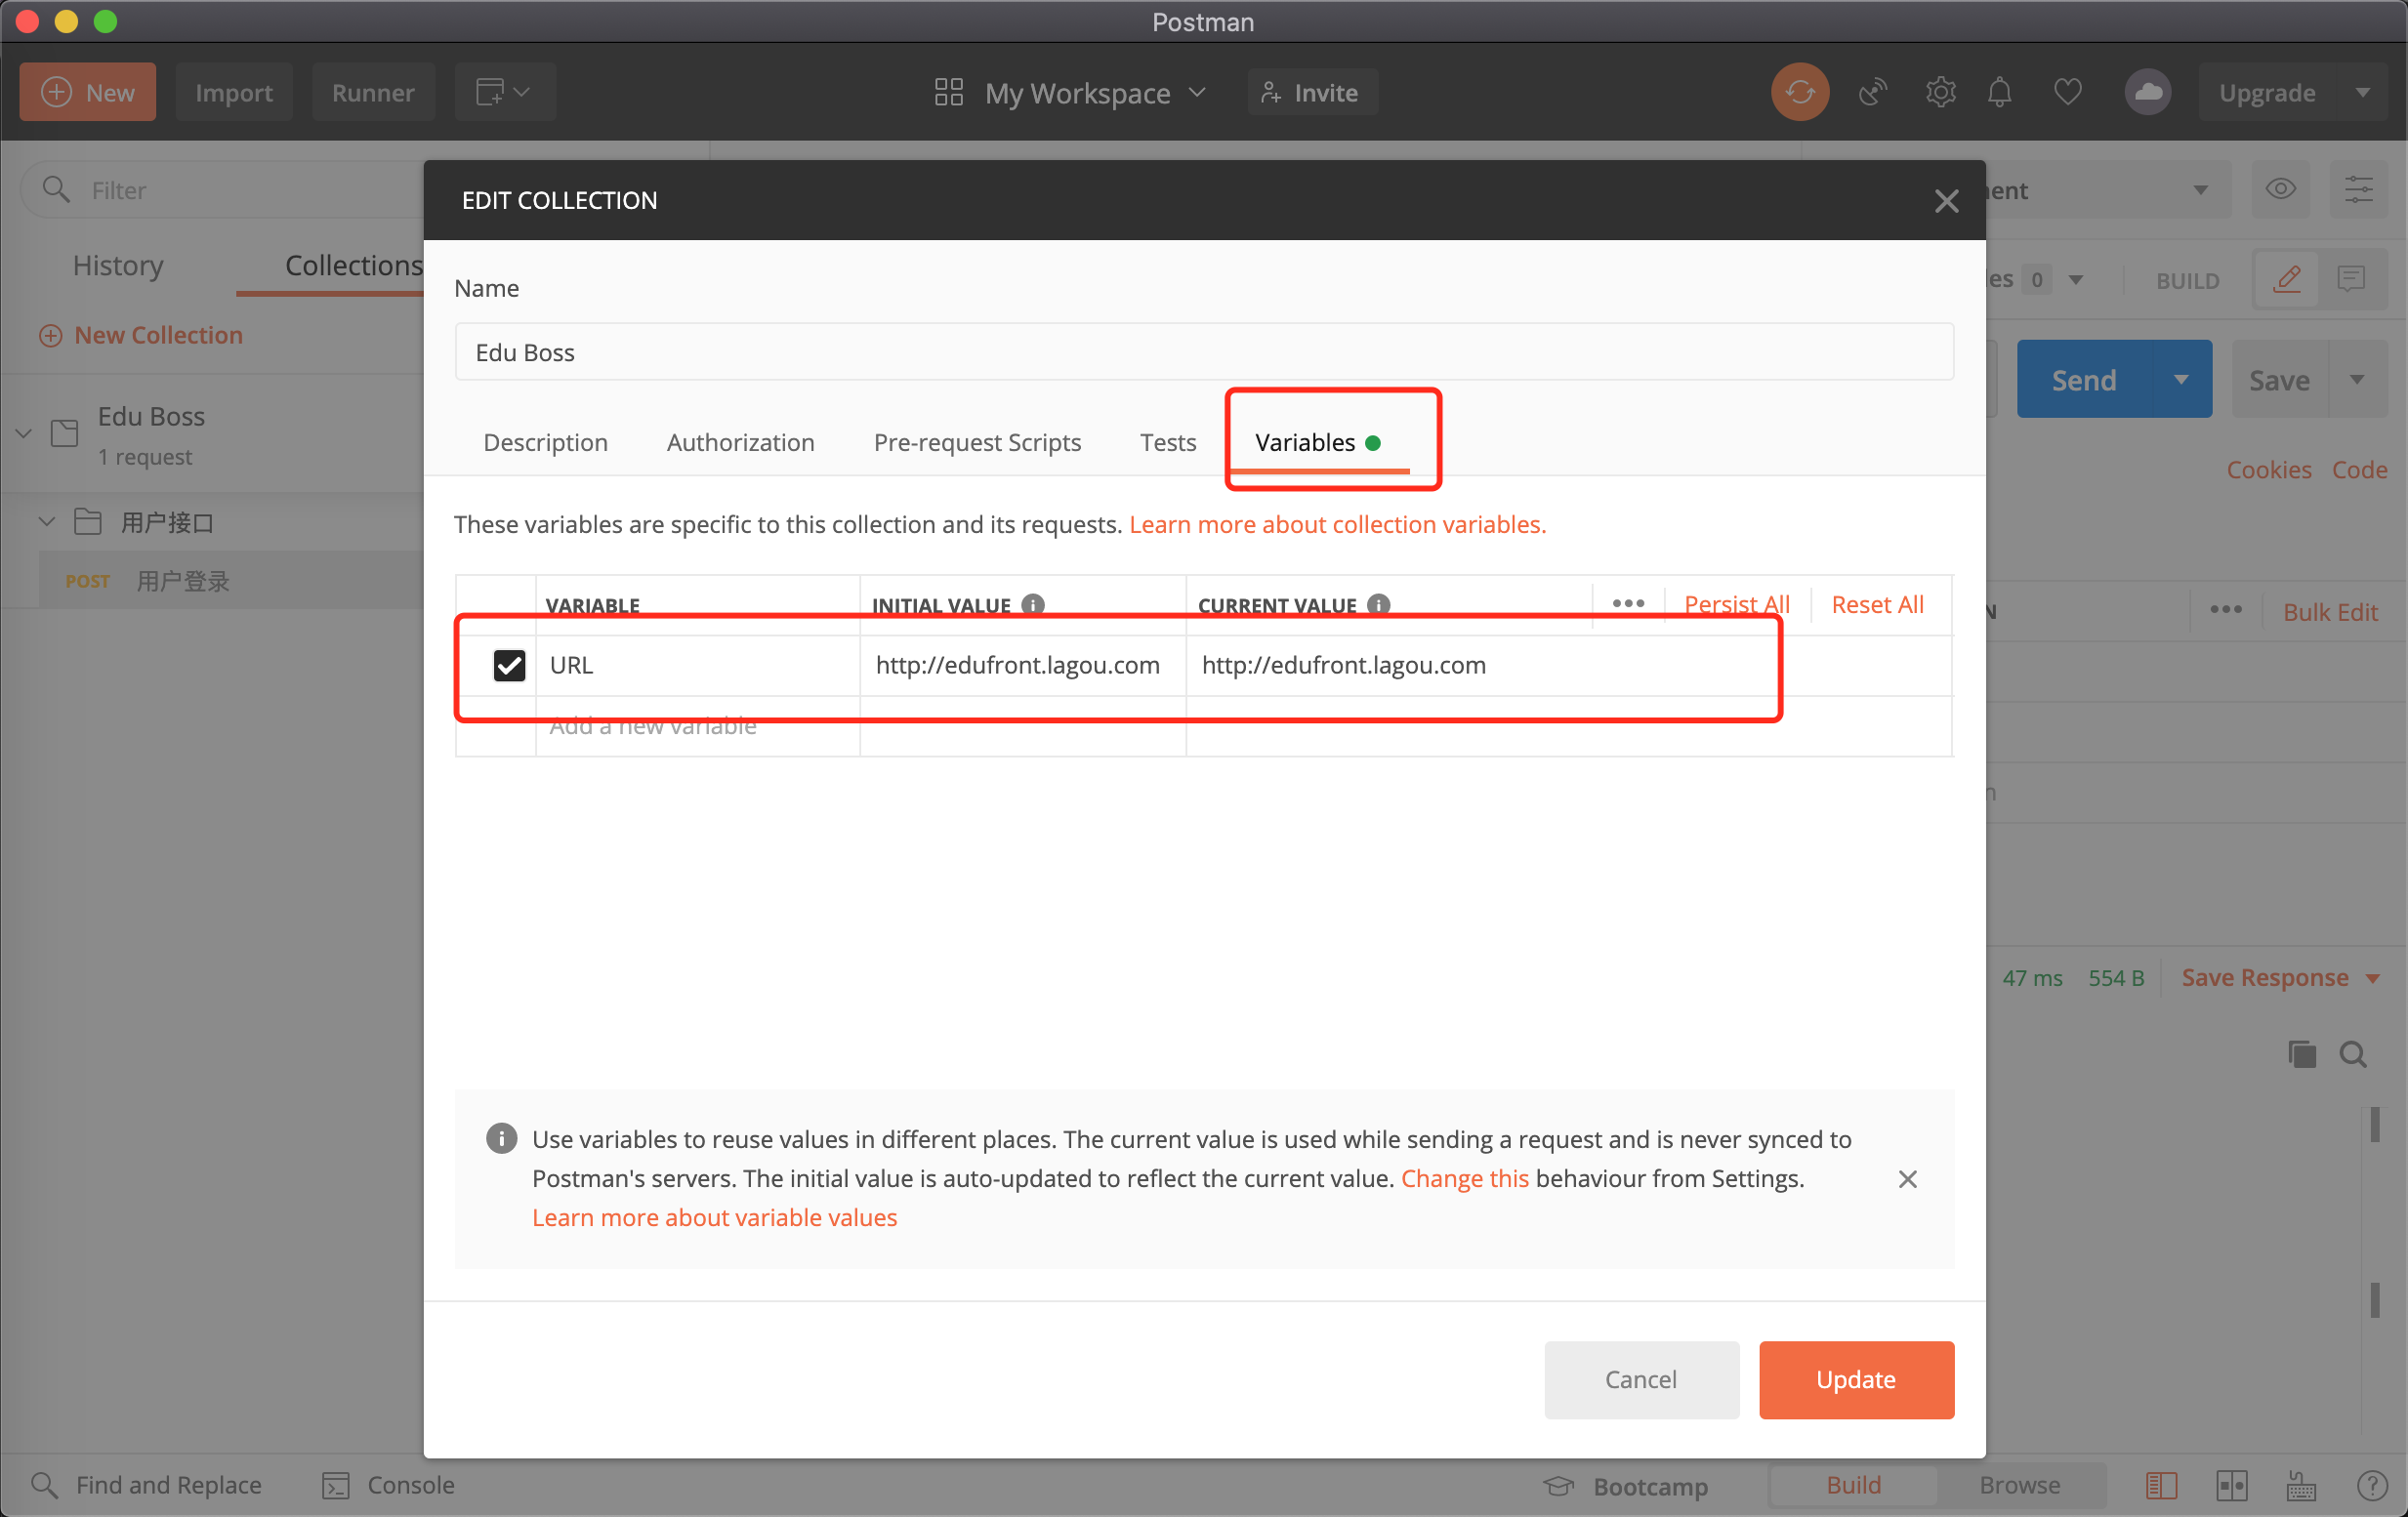 Postman
New Import Runner My Workspace Invite Upgrade
Filter
History Collections
New Collection
Edu Boss
1 request
用户接口
POST 用户登录
EDIT COLLECTION
Name
Edu Boss
Description Authorization Pre-request Scripts Tests Variables
These variables are specific to this collection and its requests. Learn more about collection variables.
VARIABLE INITIAL VALUE CURRENT VALUE Persist All Reset All
URL http://edufront.lagou.com http://edufront.lagou.com
Add a new variable
Use variables to reuse values in different places. The current value is used while sending a request and is never synced to
Postman's servers. The initial value is auto-updated to reflect the current value. Change this behaviour from Settings.
Learn more about variable values
Cancel Update
0 BUILD
Send Save
Cookies Code
Bulk Edit
47 ms 554 B Save Response
Find and Replace Console Bootcamp Build Browse